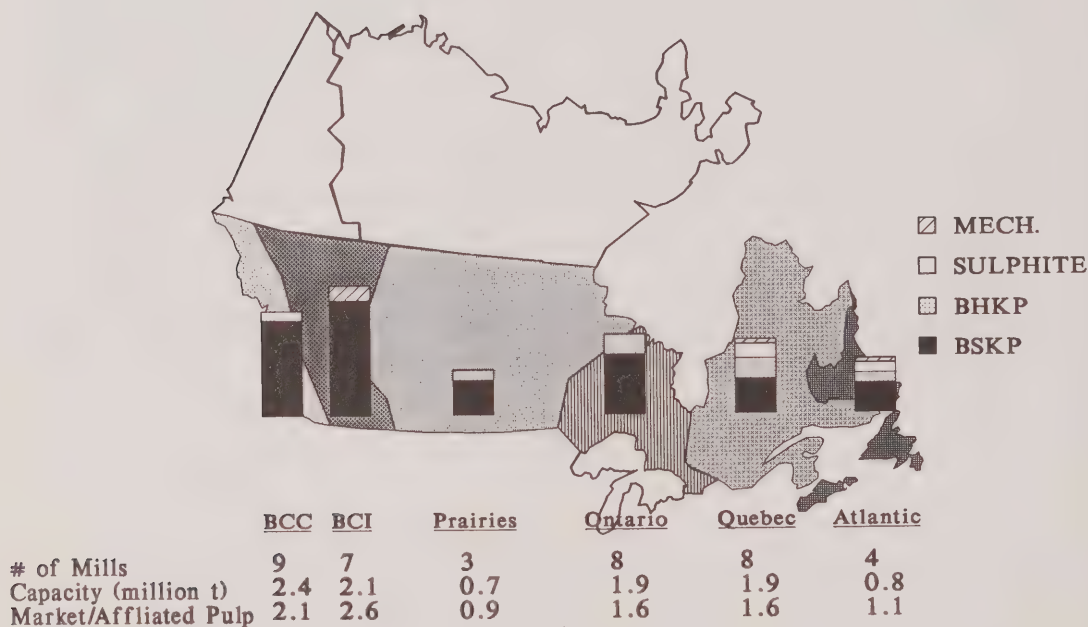 MECH.
SULPHITE
BHKP
BSKP
BCC BCI Prairies Ontario Quebec Atlantic
# of Mills 9 7 3 8 8 4
Capacity (million t) 2.4 2.1 0.7 1.9 1.9 0.8
Market/Affliated Pulp 2.1 2.6 0.9 1.6 1.6 1.1